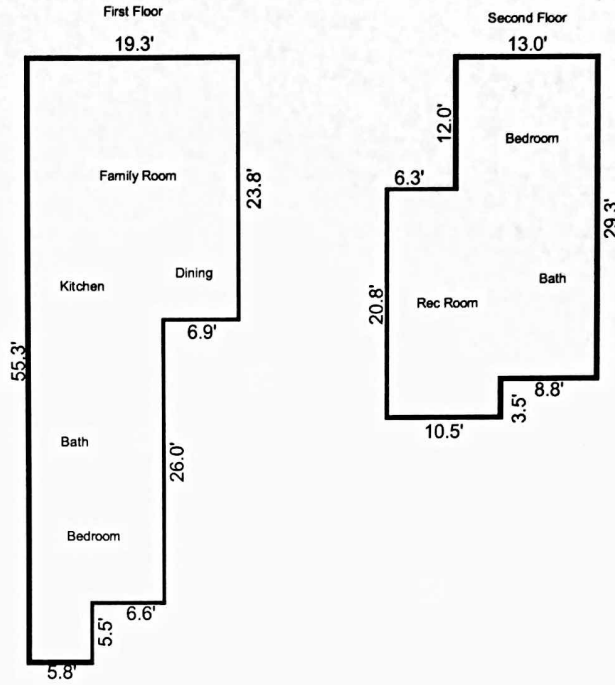 First Floor
19.3'
Family Room
23.8'
Dining
Kitchen
6.9'
55.3'
Bath
26.0'
Bedroom
6.6'
5.5'
5.8'
Second Floor
13.0'
12.0'
Bedroom
6.3'
29.3'
Bath
Rec Room
20.8'
8.8'
3.5'
10.5'